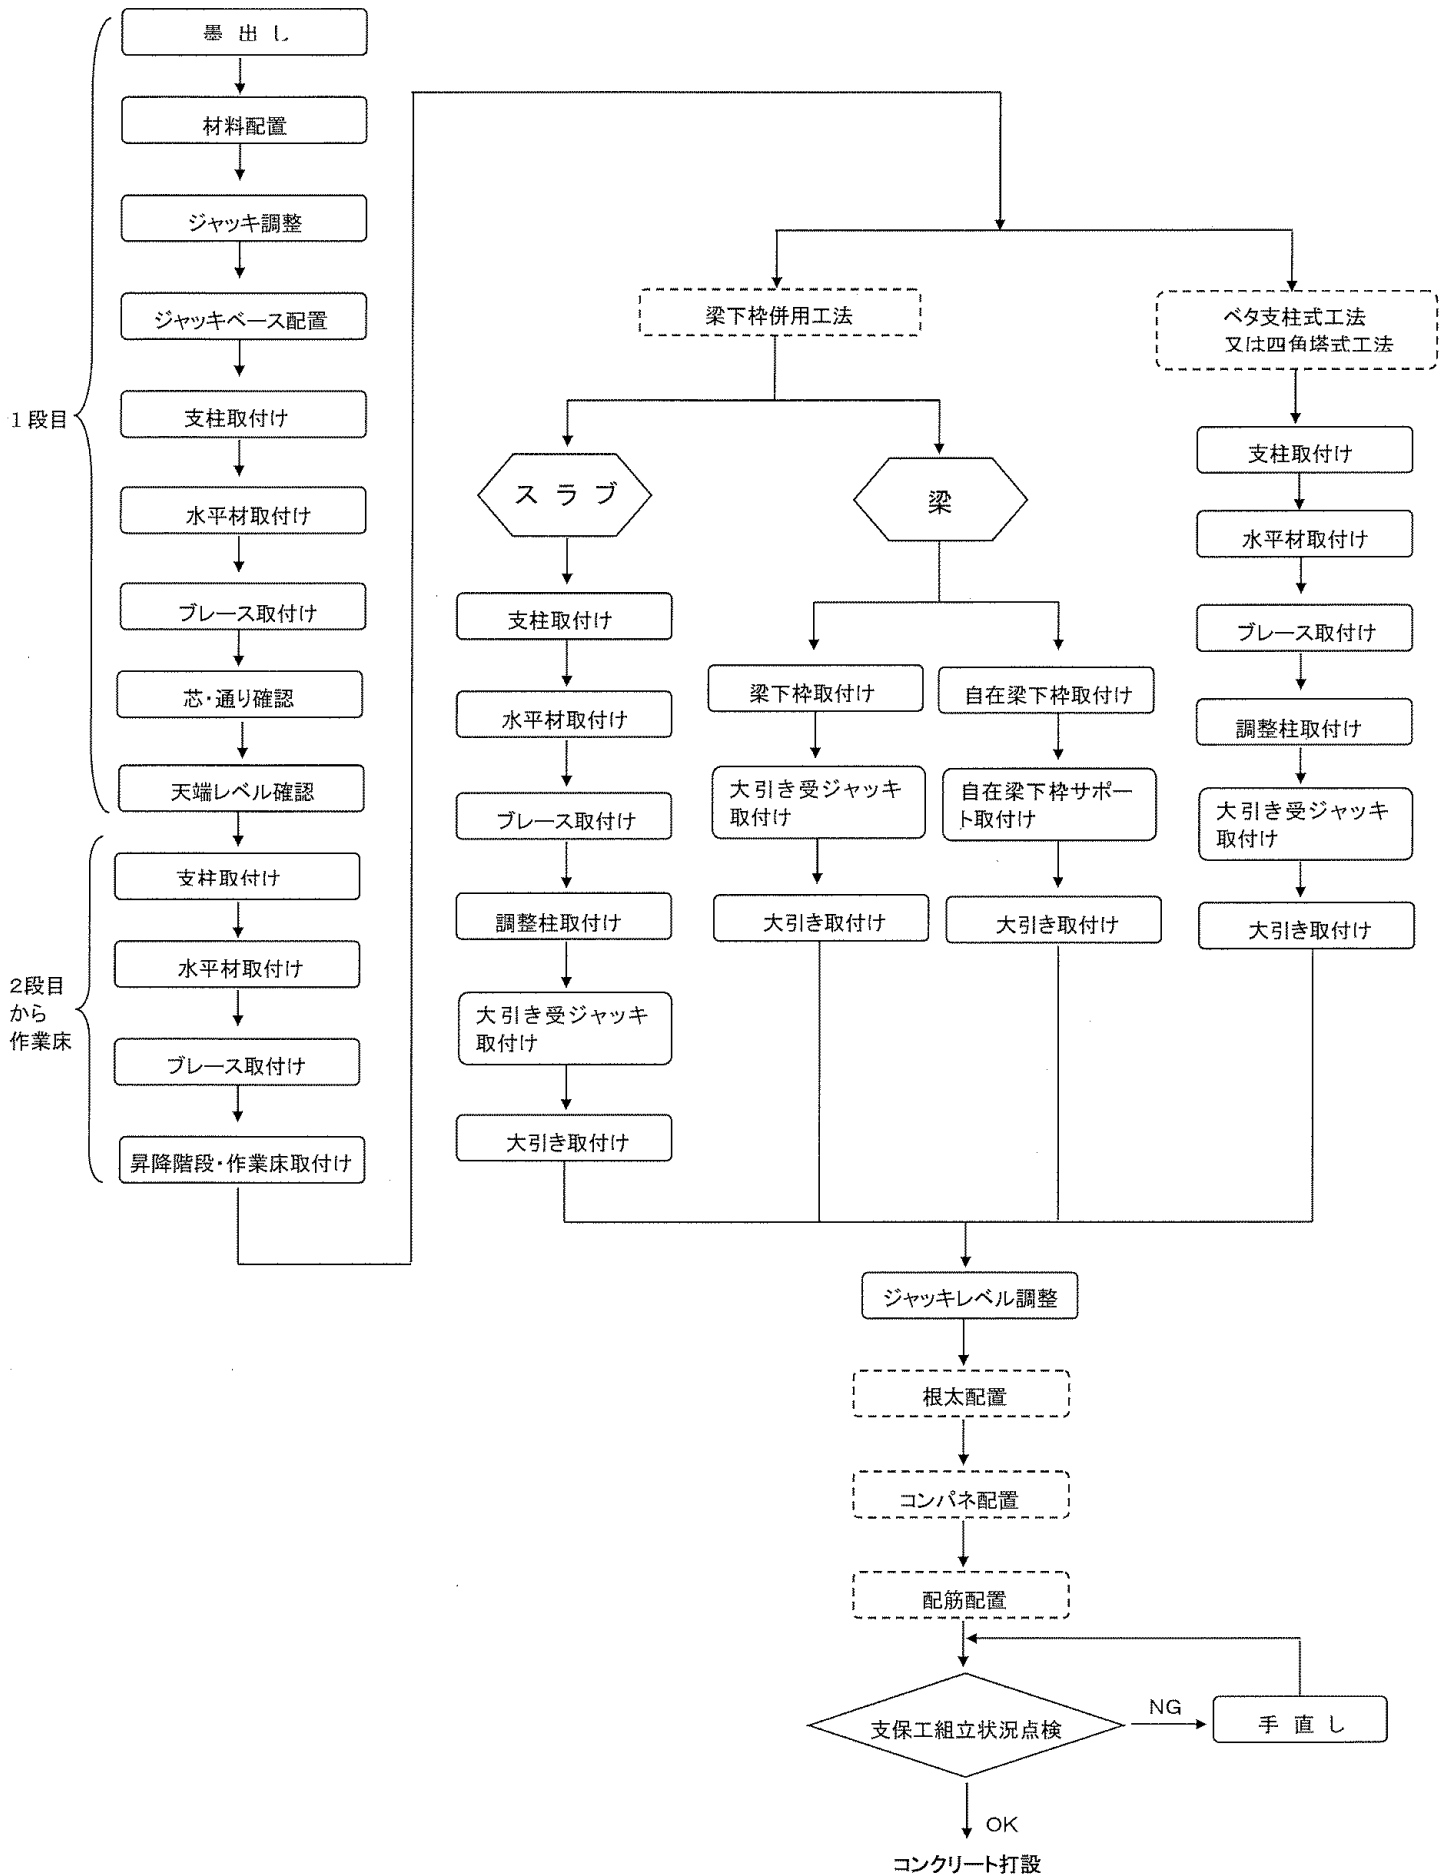 墨 出 し
材料配置
ジャッキ調整
ジャッキベース配置
支柱取付け
水平材取付け
ブレース取付け
芯・通り確認
天端レベル確認
1段目
支柱取付け
水平材取付け
ブレース取付け
昇降階段・作業床取付け
2段目
から
作業床
梁下枠併用工法
スラブ
支柱取付け
水平材取付け
ブレース取付け
調整柱取付け
大引き受ジャッキ
取付け
大引き取付け
梁
梁下枠取付け
大引き受ジャッキ
取付け
大引き取付け
自在梁下枠取付け
自在梁下枠サポー
ト取付け
大引き取付け
ベタ支柱式工法
又は四角塔式工法
支柱取付け
水平材取付け
ブレース取付け
調整柱取付け
大引き受ジャッキ
取付け
大引き取付け
ジャッキレベル調整
根太配置
コンパネ配置
配筋配置
支保工組立状況点検
NG
手 直 し
OK
コンクリート打設